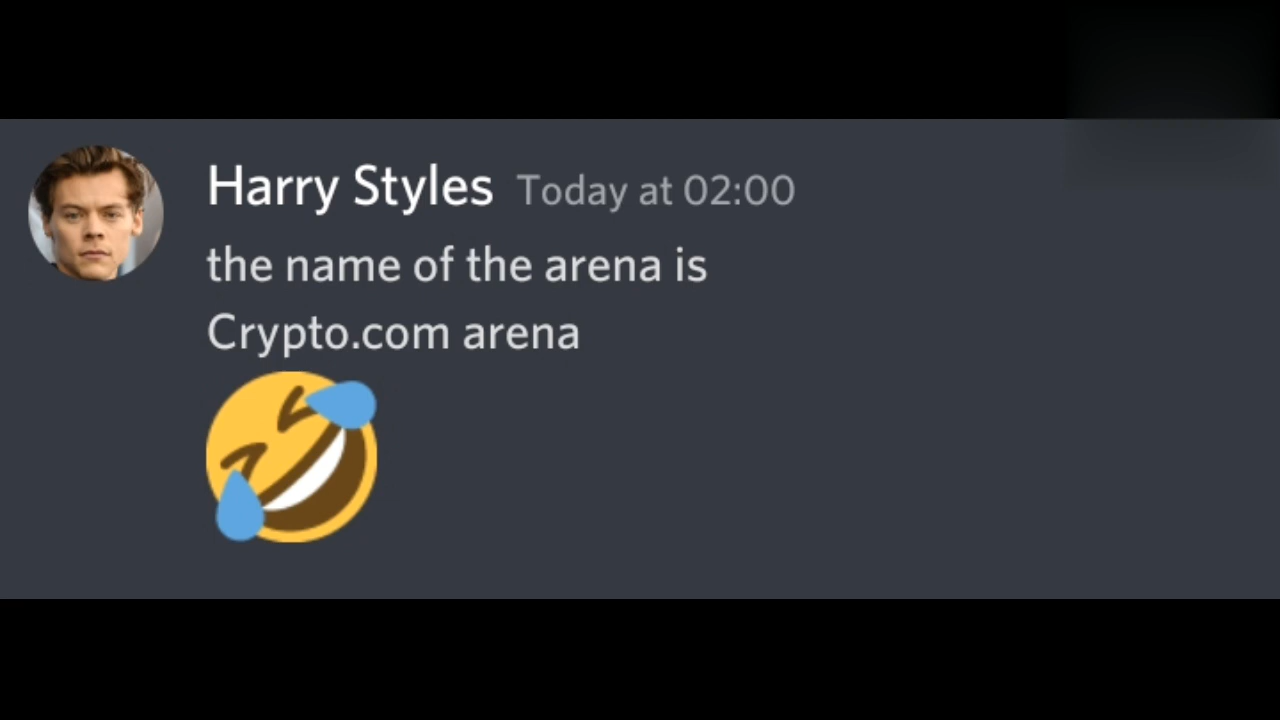 Harry Styles Today at 02:00
the name of the arena is
Crypto.com arena
🤣